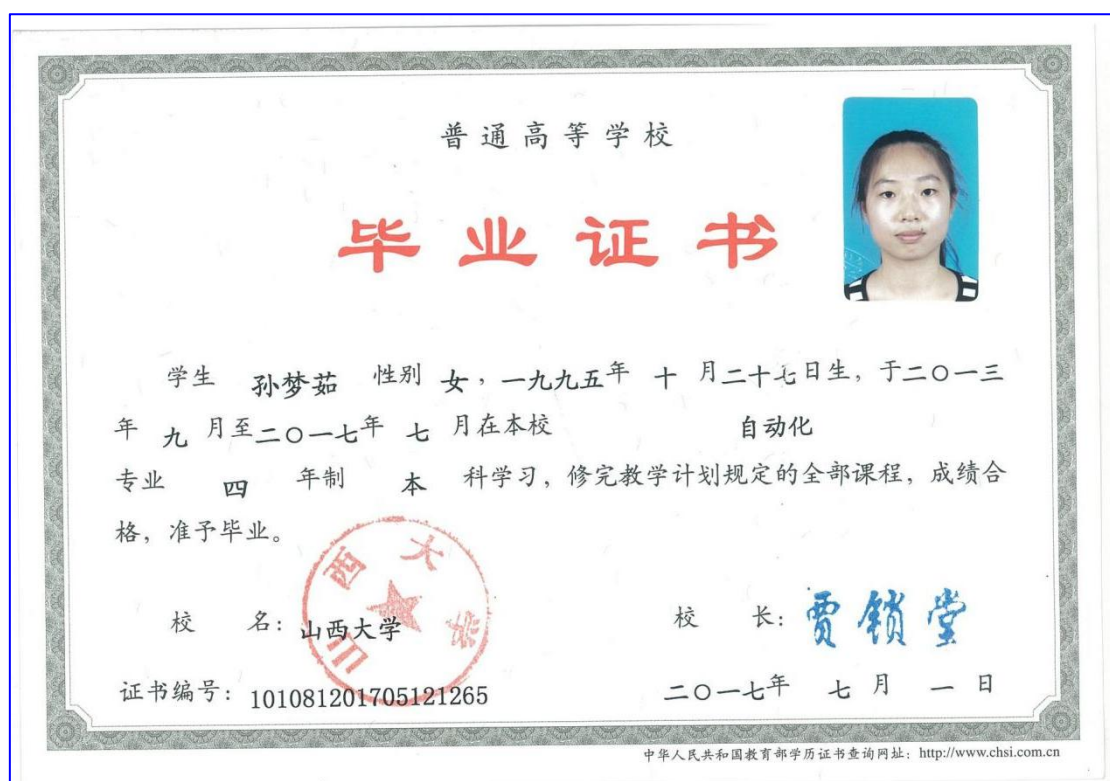 普通高等学校
毕业证书
学生 孙梦茹 性别 女，一九九五年 十 月二十七日生，于二〇一三
年 九 月至二〇一七年 七 月在本校 自动化
专业 四 年制 本 科学习，修完教学计划规定的全部课程，成绩合
格，准予毕业。
山西大学
校 名：山西大学 校 长：贾锁堂
证书编号：101081201705121265 二〇一七年 七 月 一 日
中华人民共和国教育部学历证书查询网址：http://www.chsi.com.cn